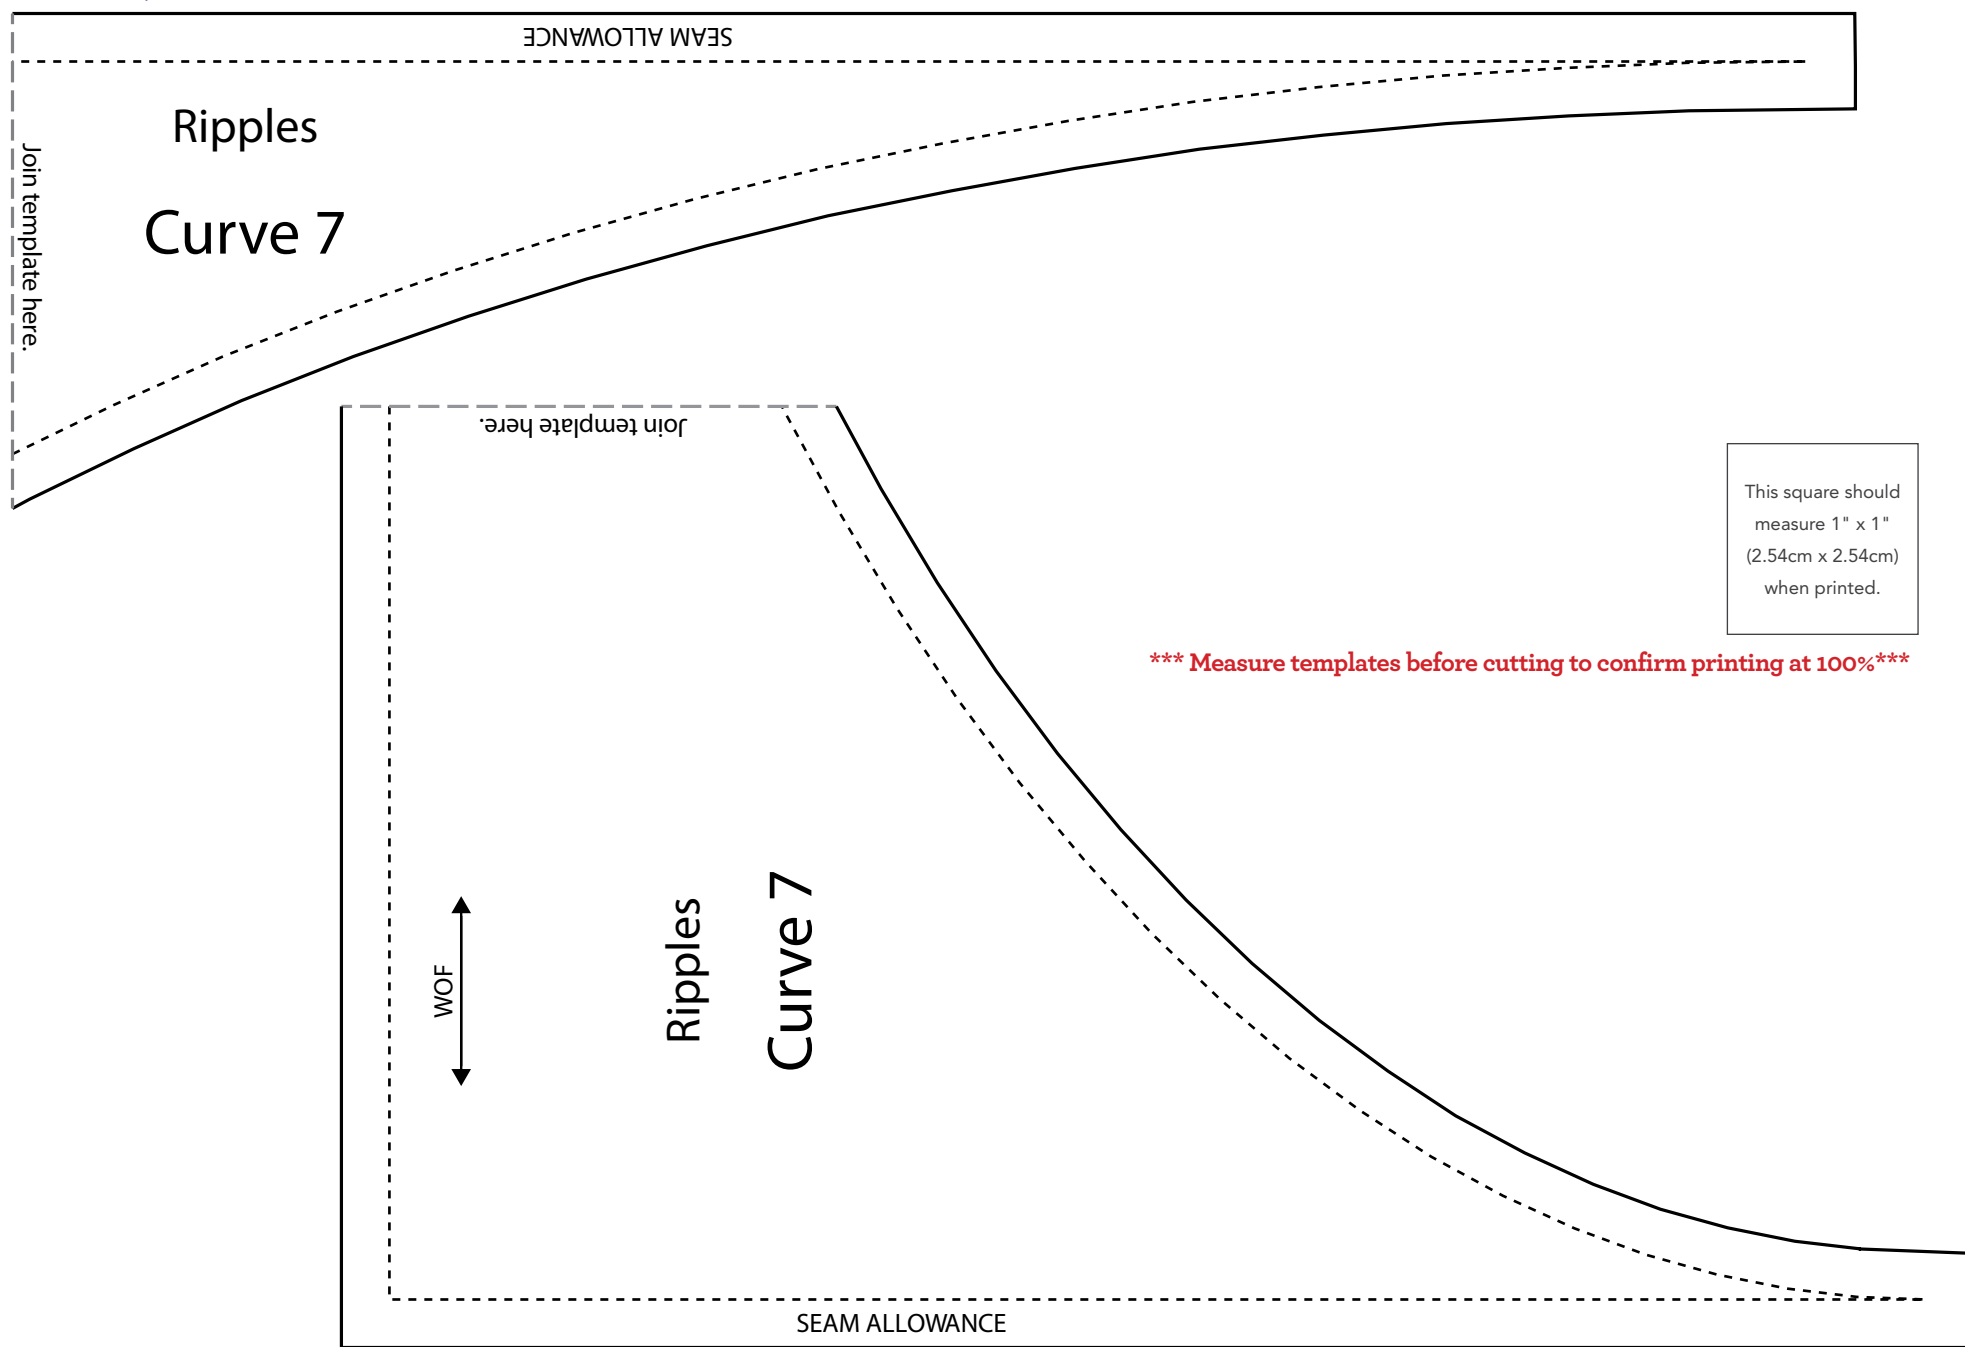 SEAM ALLOWANCE
Ripples
Curve 7
Join template here.
Join template here.
This square should
measure 1" x 1"
(2.54cm x 2.54cm)
when printed.
*** Measure templates before cutting to confirm printing at 100%***
WOF
Ripples
Curve 7
SEAM ALLOWANCE